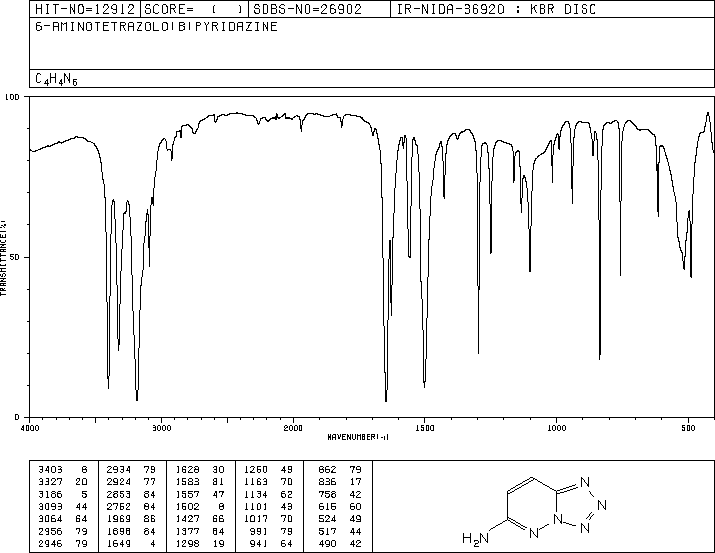 HIT-NO=12912 SCORE= ( ) SDBS-NO=26902 IR-NIDA-36920 : KBR DISC
6-AMINOTETRAZOLO(B)PYRIDAZINE
C4H4N6
100
50
0
TRANSMITTANCE(%)
4000 3000 2000 1500 1000 500
WAVENUMBER(-1)
3403 8 2934 79 1628 30 1250 49 862 79
3327 20 2924 77 1583 81 1163 70 836 17
3186 5 2853 84 1557 47 1134 62 758 42
3093 44 2762 84 1502 8 1101 43 616 60
3064 64 1969 86 1427 66 1017 70 524 49
2956 79 1698 84 1377 84 991 79 517 44
2946 79 1649 4 1298 19 941 64 490 42
N
N
N
N
N
H2N